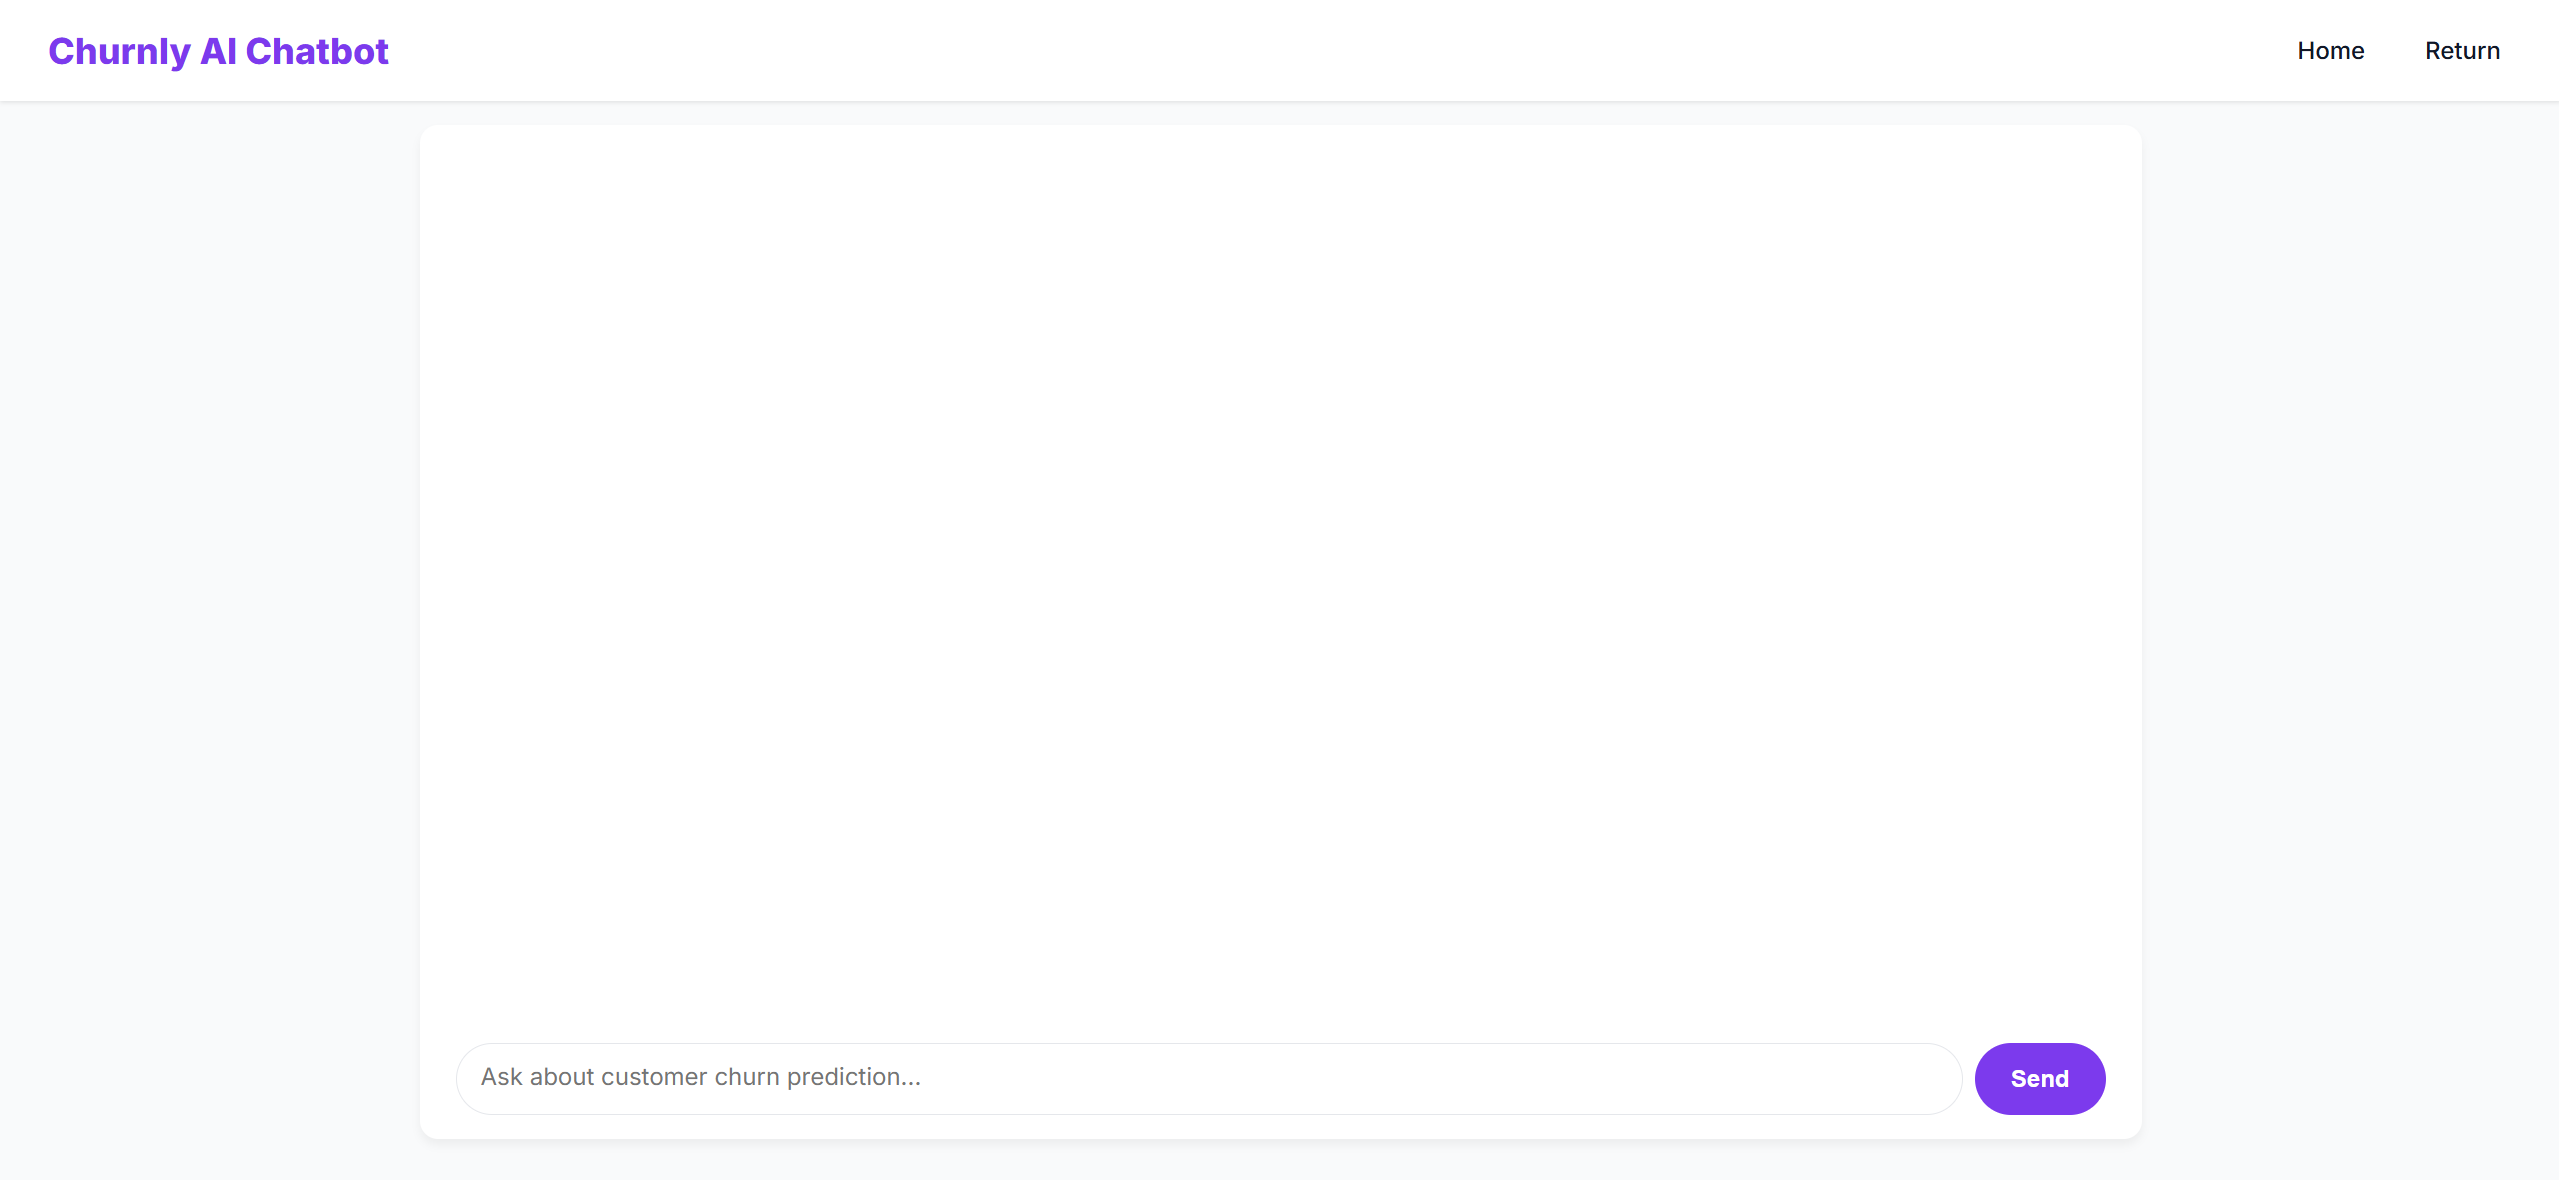 Churnly AI Chatbot
Home
Return
Ask about customer churn prediction...
Send